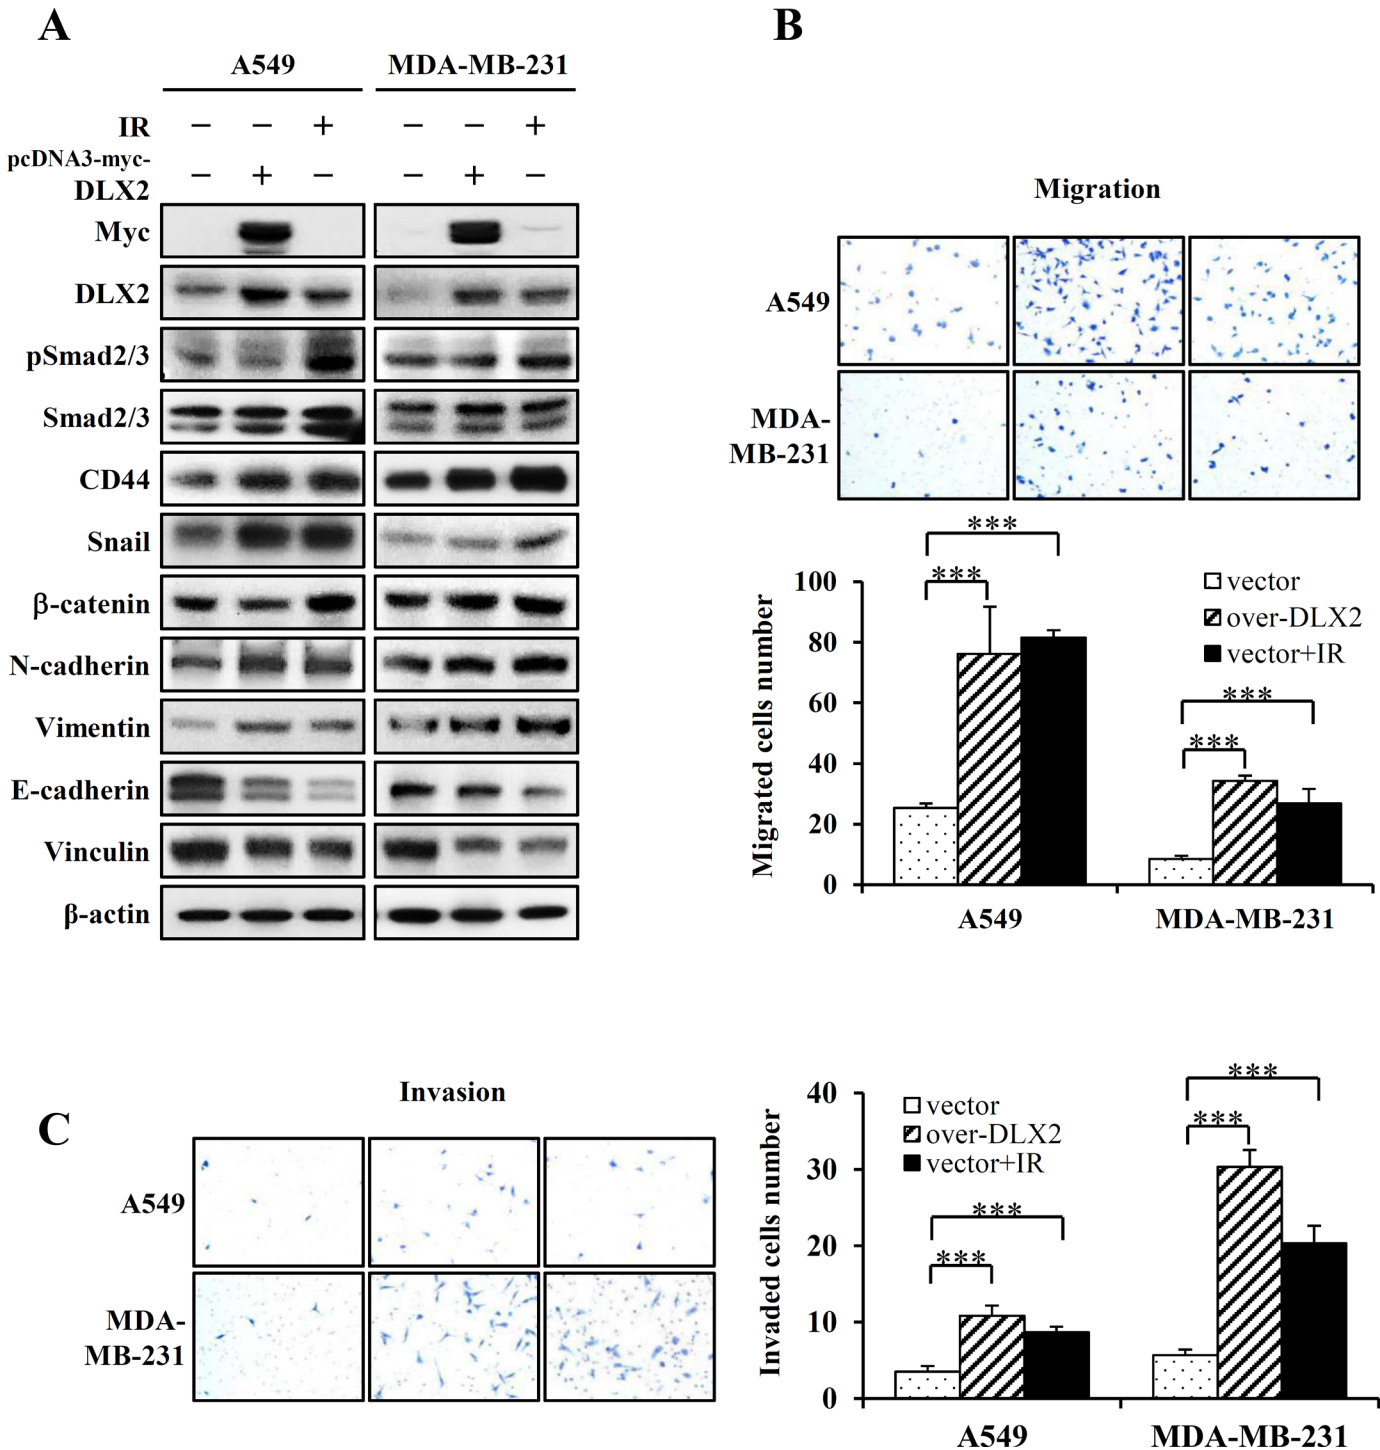 A
A549 MDA-MB-231
IR − − + − − +
pcDNA3-myc-
DLX2 − + − − + −
Myc
DLX2
pSmad2/3
Smad2/3
CD44
Snail
β-catenin
N-cadherin
Vimentin
E-cadherin
Vinculin
β-actin
B
Migration
A549
MDA-
MB-231
***
***
***
***
vector
over-DLX2
vector+IR
Migrated cells number
100
80
60
40
20
0
A549 MDA-MB-231
C
Invasion
A549
MDA-
MB-231
***
***
***
***
vector
over-DLX2
vector+IR
Invaded cells number
40
30
20
10
0
A549 MDA-MB-231